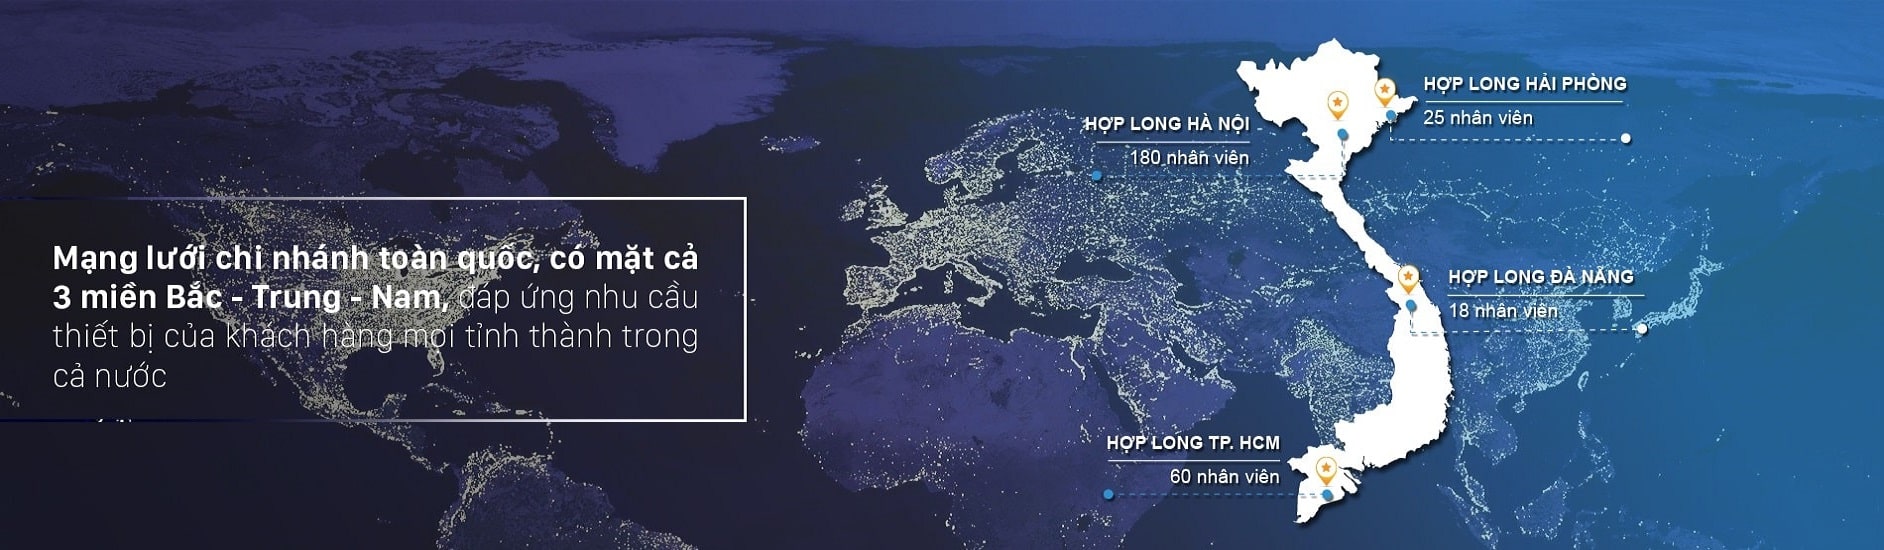 Mạng lưới chi nhánh toàn quốc, có mặt cả
3 miền Bắc - Trung - Nam, đáp ứng nhu cầu
thiết bị của khách hàng mọi tỉnh thành trong
cả nước
HỢP LONG HẢI PHÒNG
25 nhân viên
HỢP LONG HÀ NỘI
180 nhân viên
HỢP LONG ĐÀ NẴNG
18 nhân viên
HỢP LONG TP. HCM
60 nhân viên